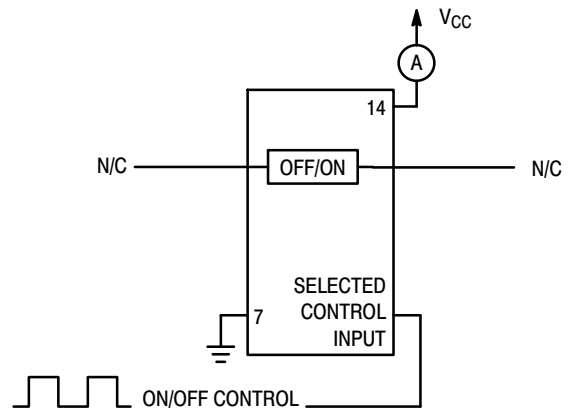 VCC
A
14
N/C
OFF/ON
N/C
SELECTED
7
CONTROL
INPUT
ON/OFF CONTROL